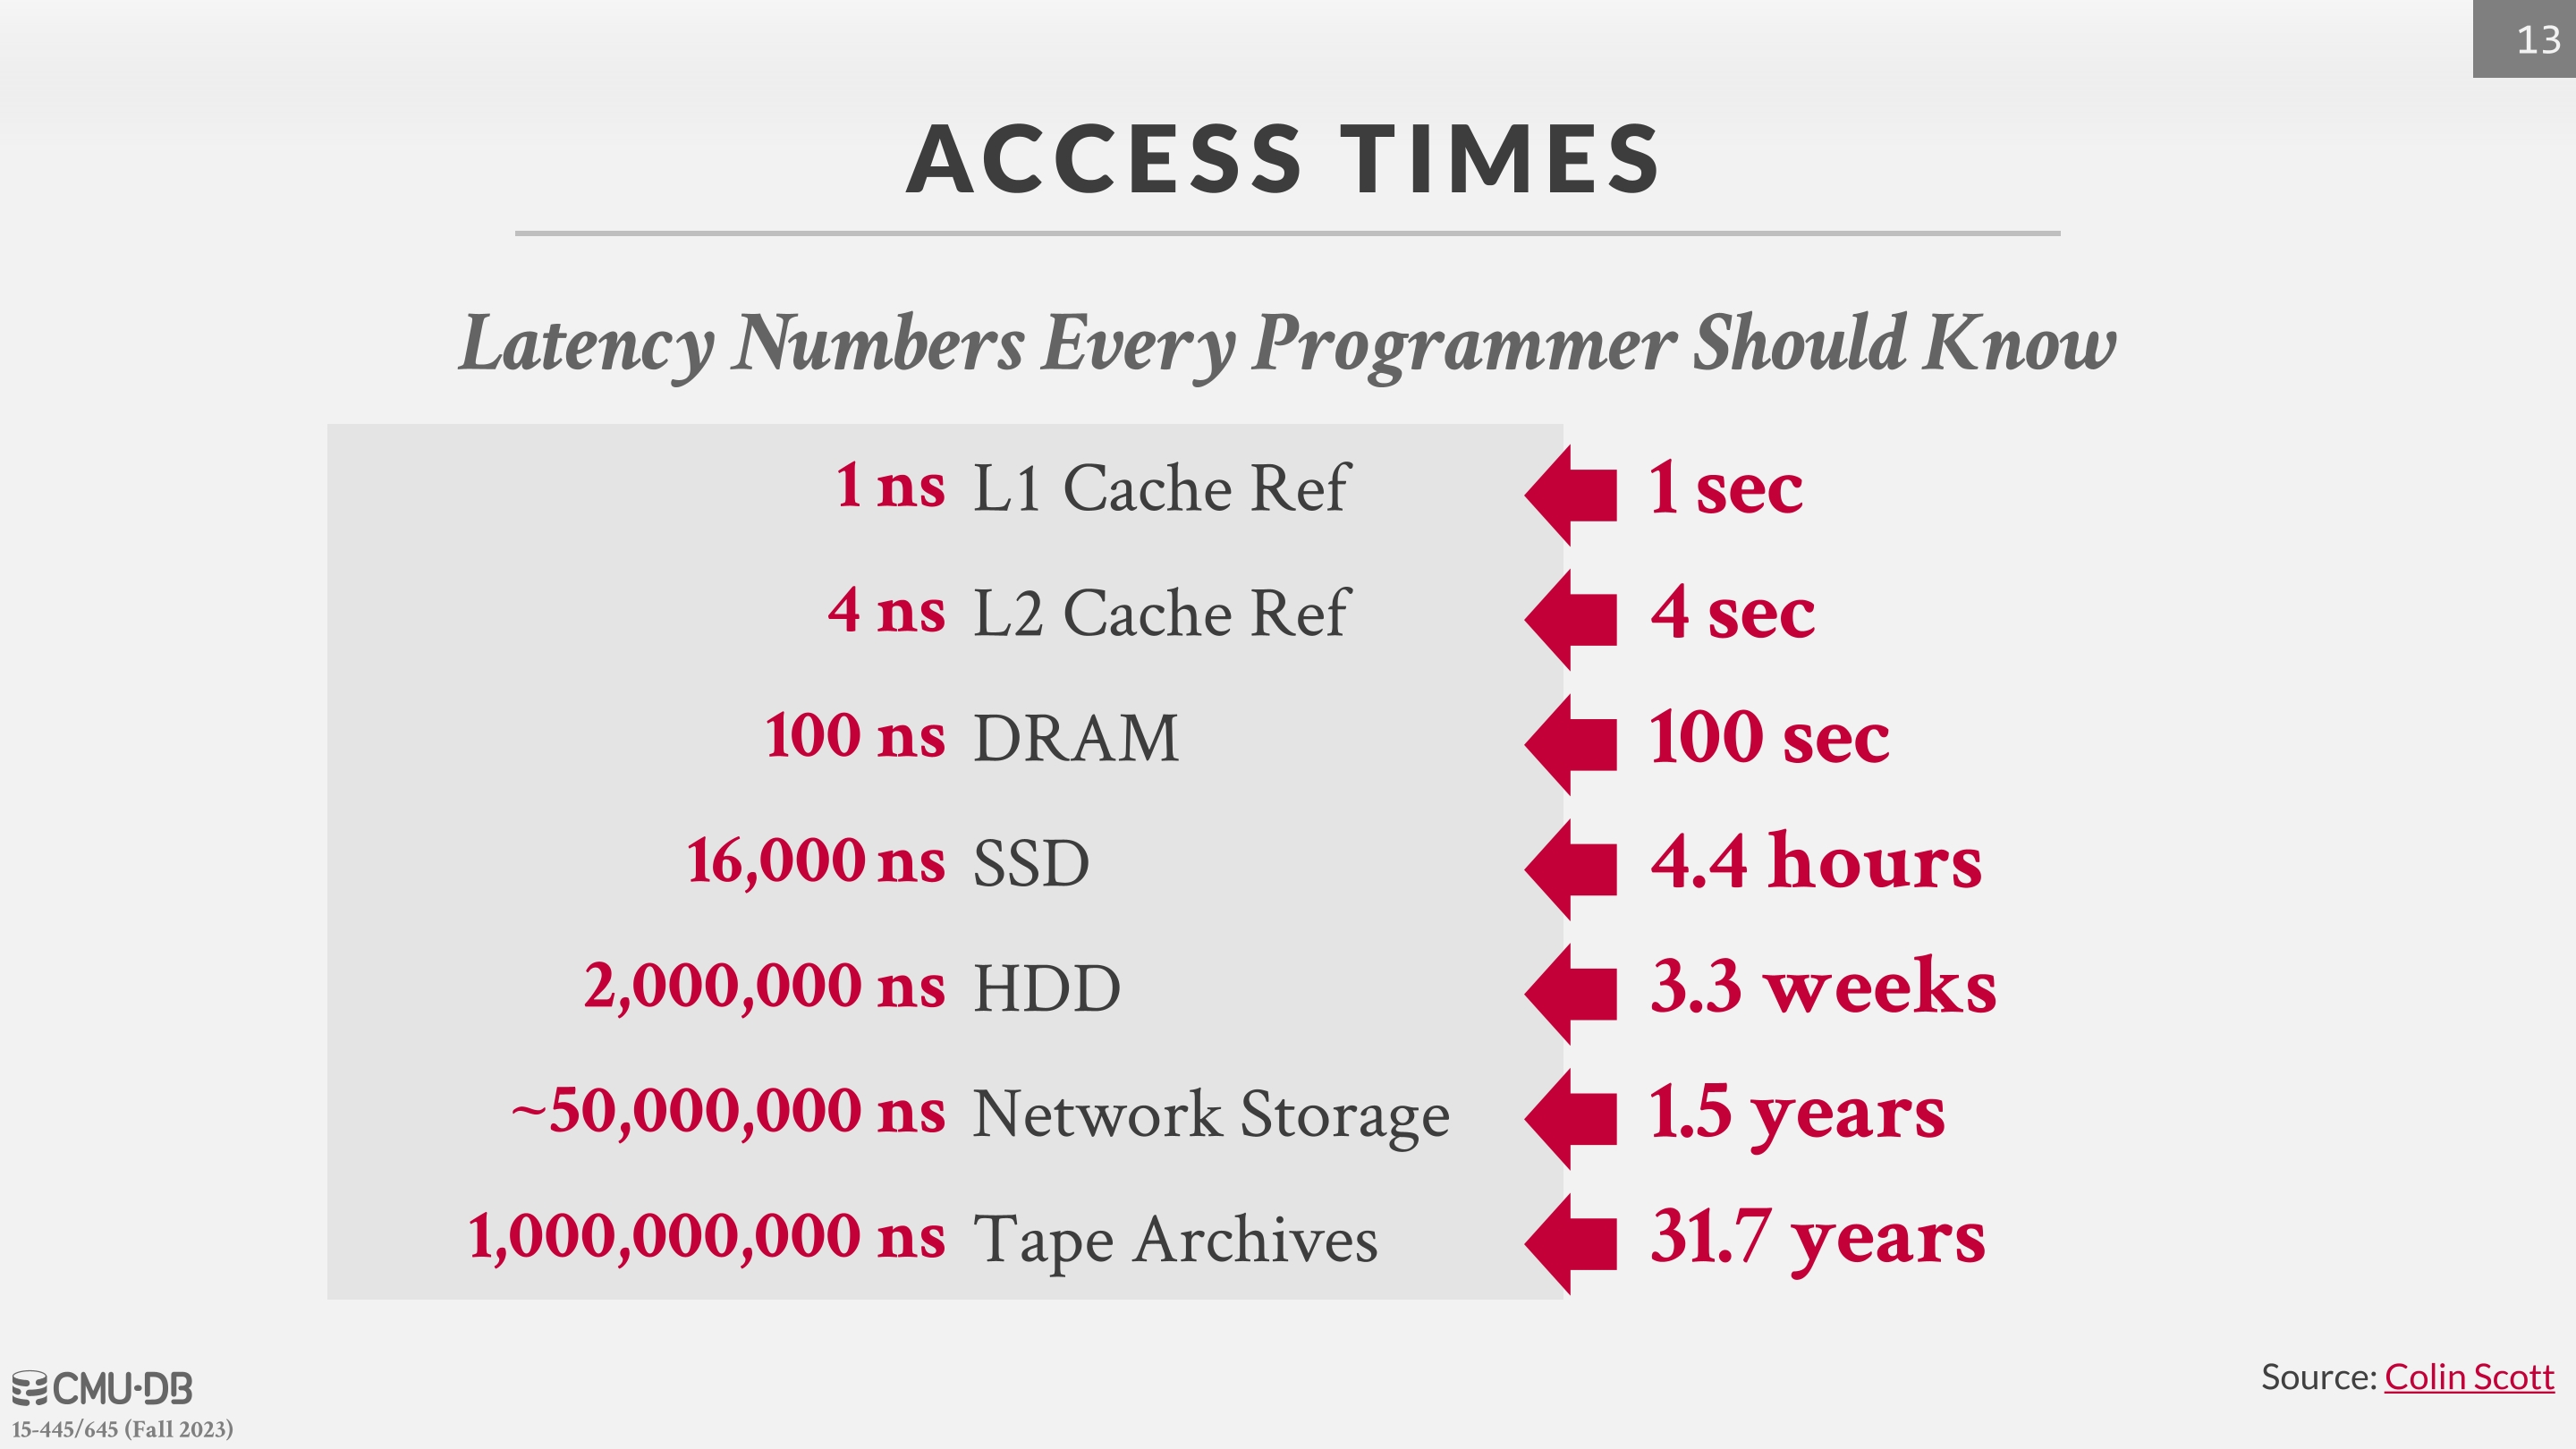 13
ACCESS TIMES
Latency Numbers Every Programmer Should Know
1 ns L1 Cache Ref 1 sec
4 ns L2 Cache Ref 4 sec
100 ns DRAM 100 sec
16,000 ns SSD 4.4 hours
2,000,000 ns HDD 3.3 weeks
~50,000,000 ns Network Storage 1.5 years
1,000,000,000 ns Tape Archives 31.7 years
Source: Colin Scott
CMU·DB
15-445/645 (Fall 2023)